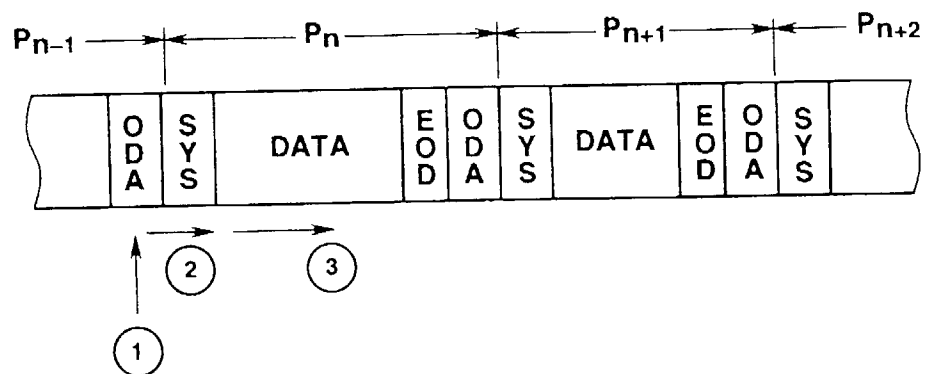 Pn-1 Pn Pn+1 Pn+2
ODA SYS DATA EOD ODA SYS DATA EOD ODA SYS
2 3
1